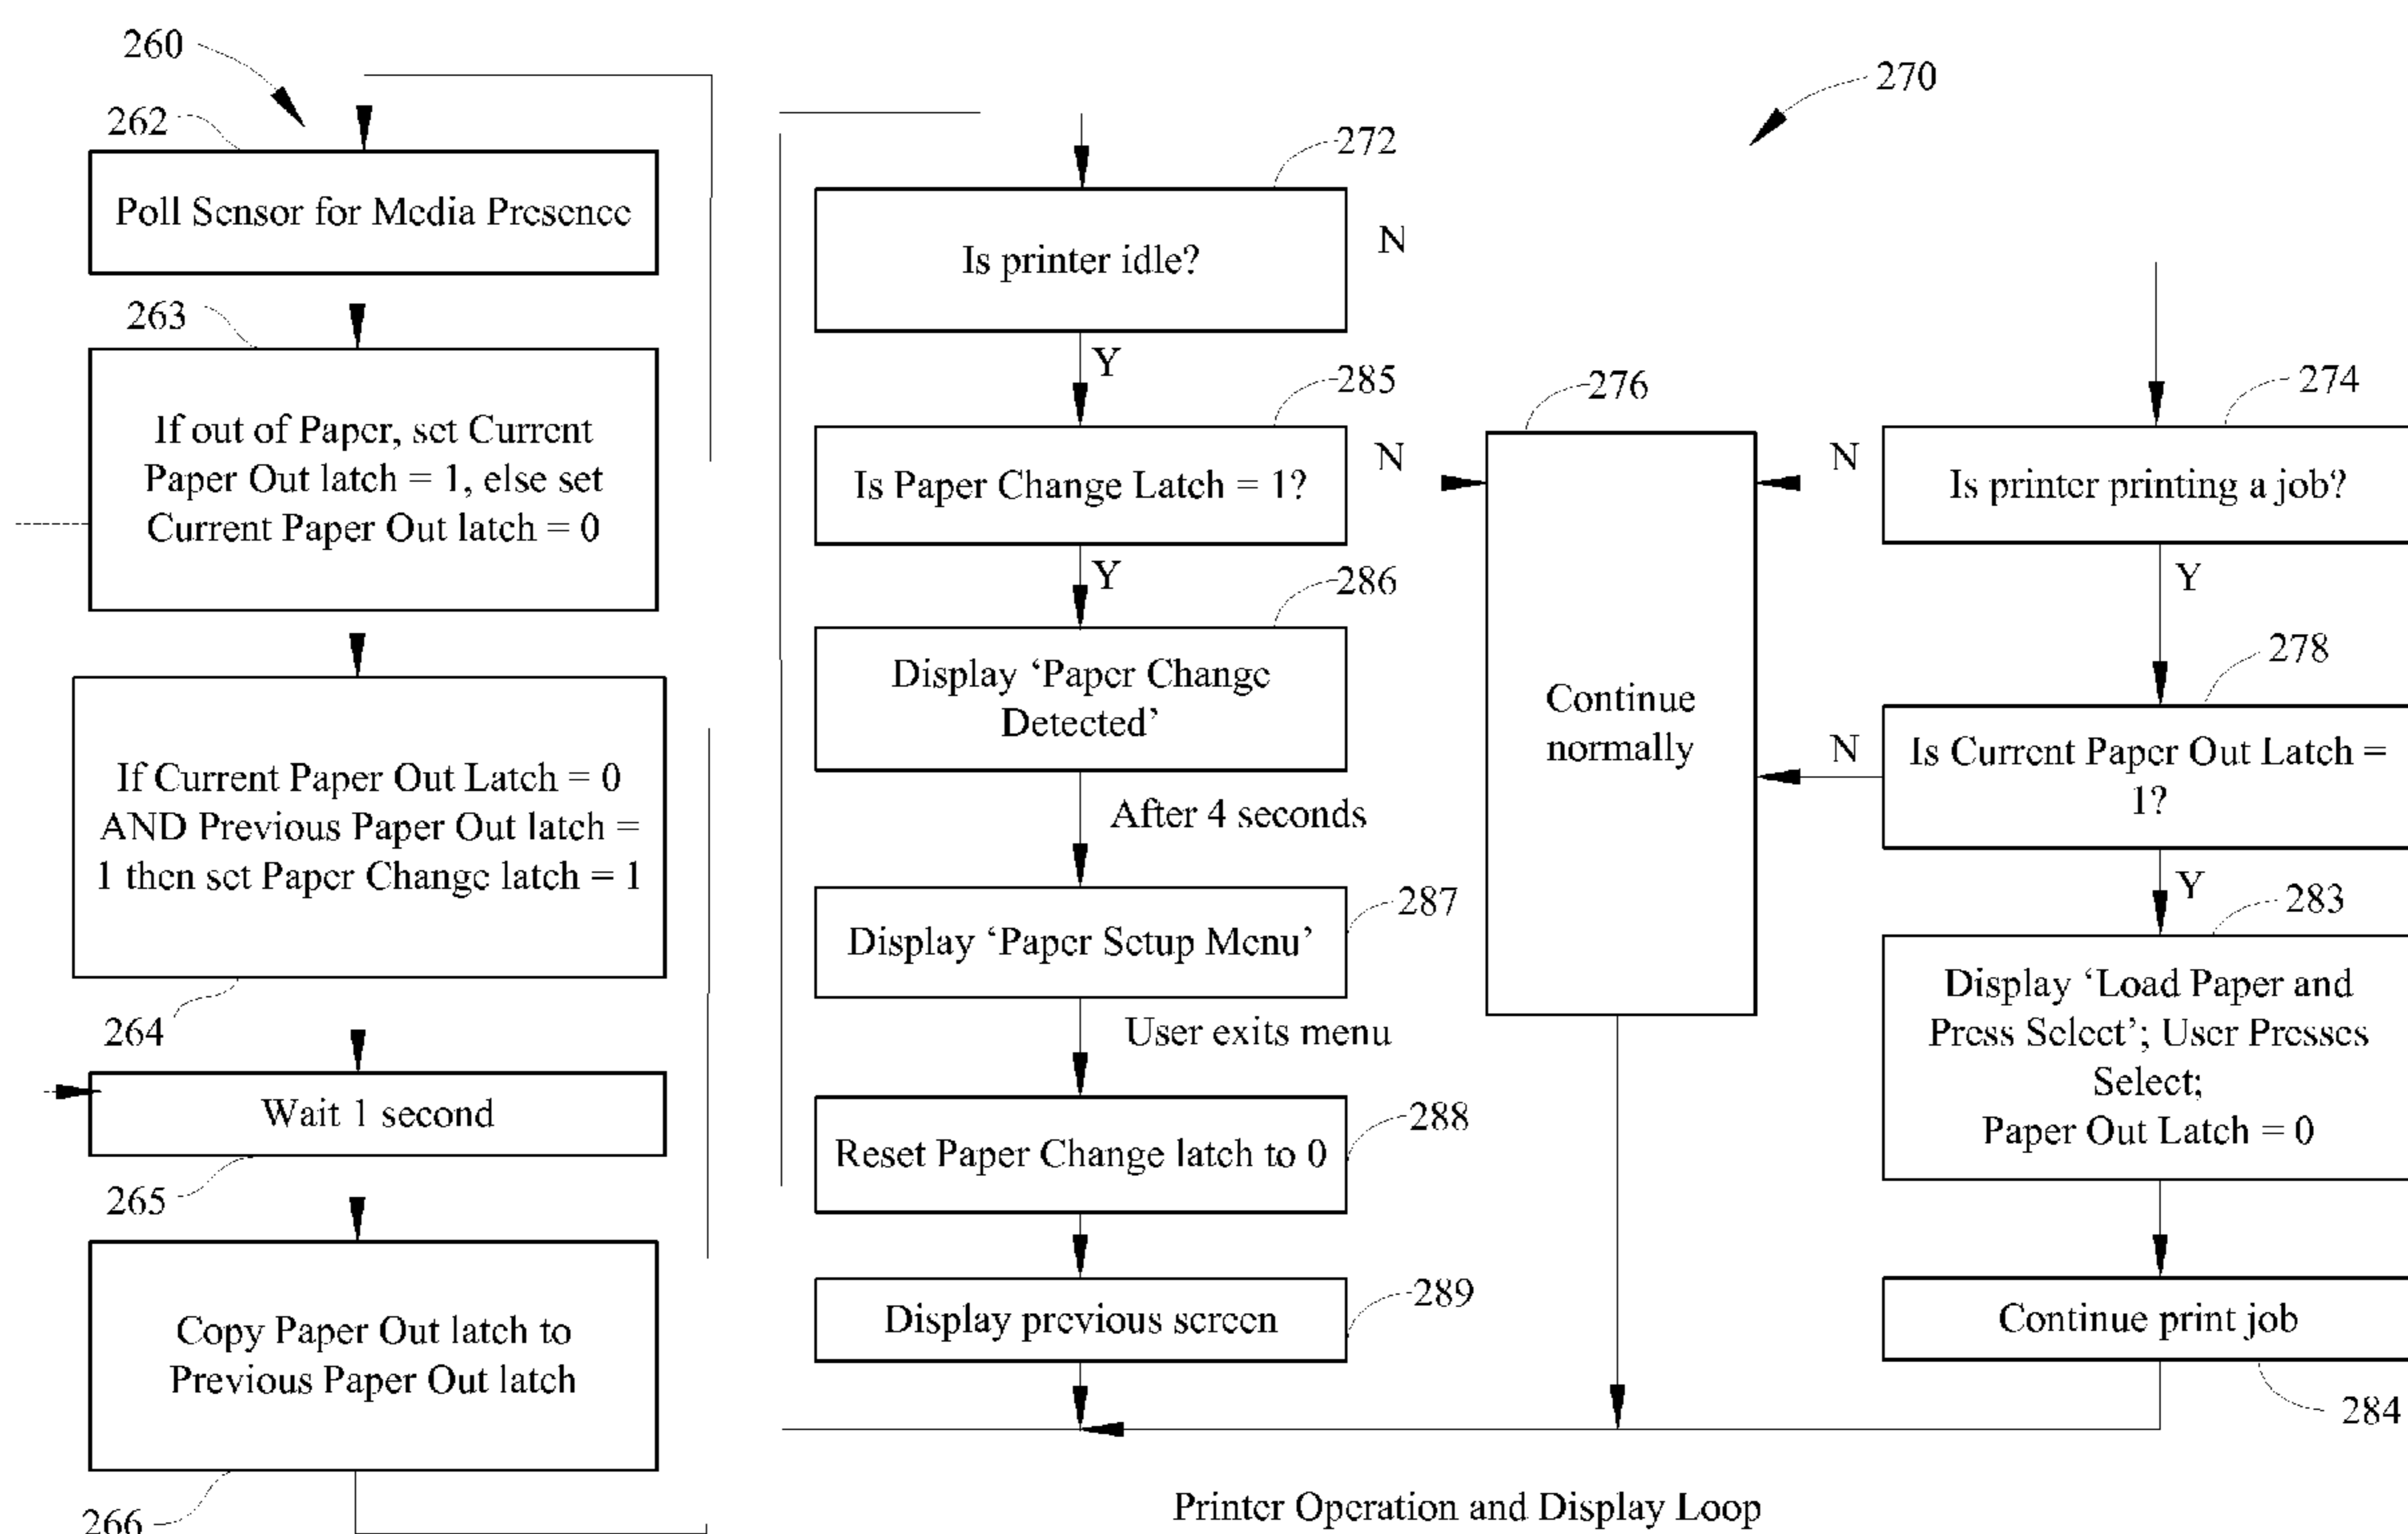 260
262
Poll Sensor for Media Presence
263
If out of Paper, set Current
Paper Out latch = 1, else set
Current Paper Out latch = 0
If Current Paper Out Latch = 0
AND Previous Paper Out latch =
1 then set Paper Change latch = 1
264
Wait 1 second
265
Copy Paper Out latch to
Previous Paper Out latch
266
270
272
Is printer idle?
N
Y
285
Is Paper Change Latch = 1?
N
Y
286
Display ‘Paper Change
Detected’
After 4 seconds
287
Display ‘Paper Setup Menu’
User exits menu
288
Reset Paper Change latch to 0
289
Display previous screen
276
Continue
normally
274
N
Is printer printing a job?
Y
278
N
Is Current Paper Out Latch =
1?
Y
283
Display ‘Load Paper and
Press Select’; User Presses
Select;
Paper Out Latch = 0
Continue print job
284
Printer Operation and Display Loop